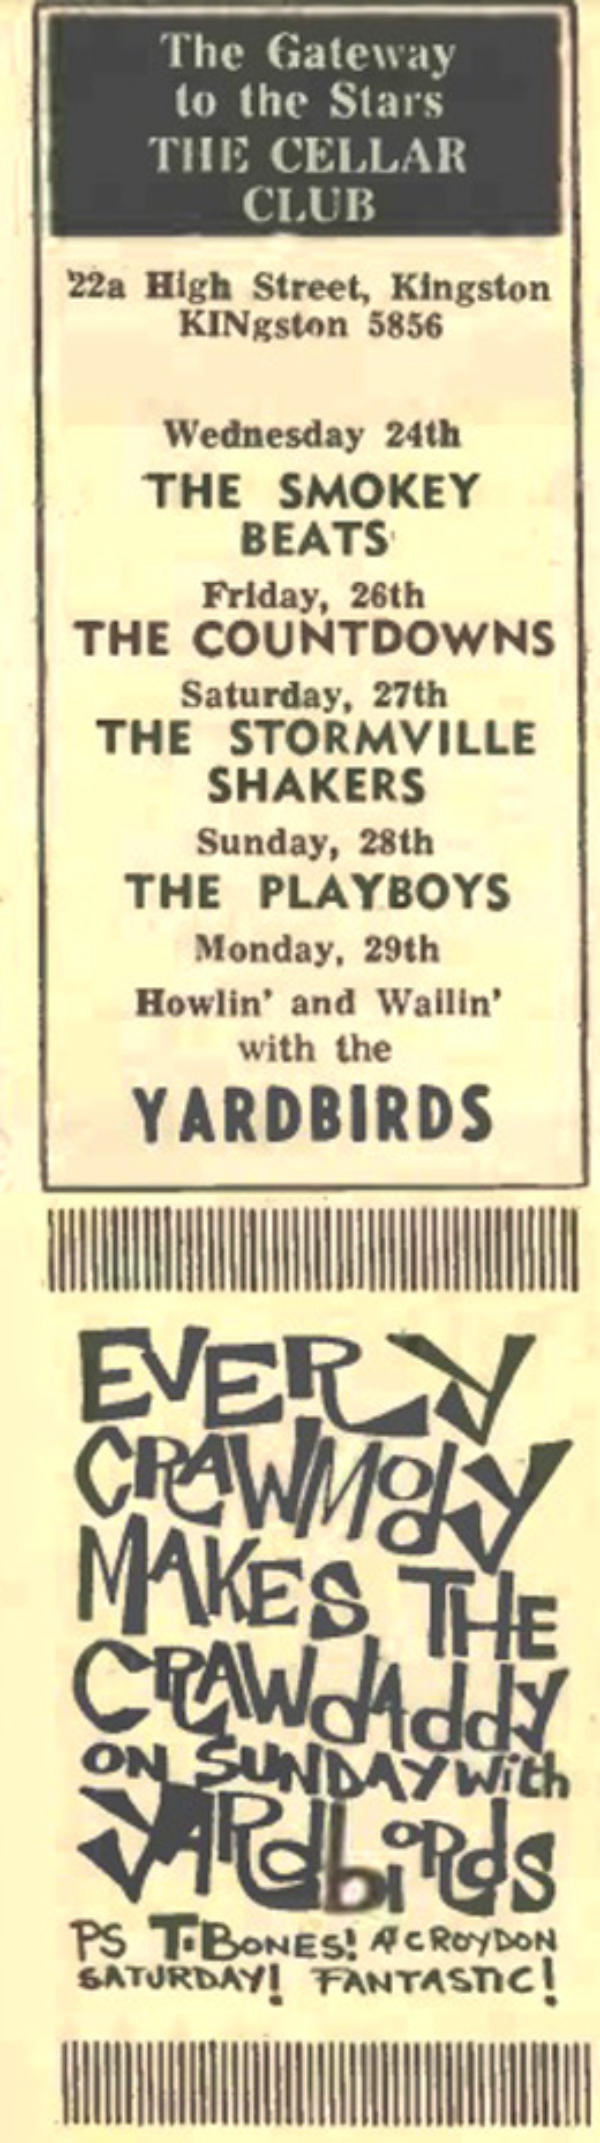 The Gateway
to the Stars
THE CELLAR
CLUB
22a High Street, Kingston
KINgston 5856
Wednesday 24th
THE SMOKEY
BEATS
Friday, 26th
THE COUNTDOWNS
Saturday, 27th
THE STORMVILLE
SHAKERS
Sunday, 28th
THE PLAYBOYS
Monday, 29th
Howlin' and Wailin'
with the
YARDBIRDS
EVERY
CRAWMOdY
MAKES THE
CRAWdAddY
ON SUNDAY With
YARdbiRdS
PS T-BONES! At CROYDON
SATURDAY! FANTASTIC!